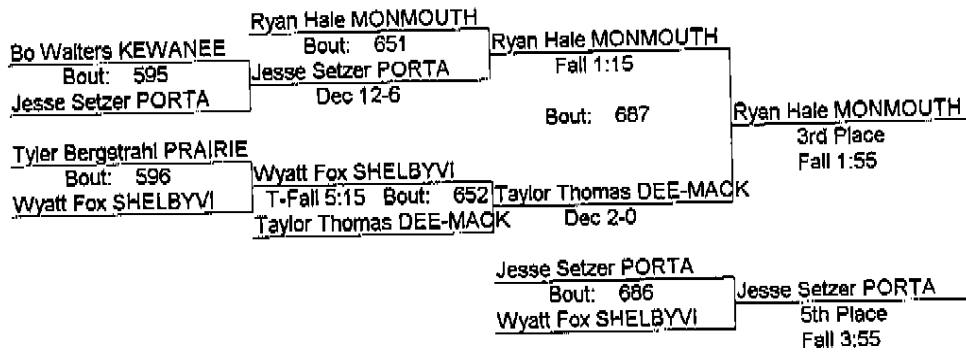 Ryan Hale MONMOUTH
Bo Walters KEWANEE
Bout: 651
Ryan Hale MONMOUTH
Bout: 595
Jesse Setzer PORTA
Fall 1:15
Jesse Setzer PORTA
Dec 12-6
Bout: 687
Ryan Hale MONMOUTH
3rd Place
Fall 1:55
Tyler Bergstrahl PRAIRIE
Bout: 596
Wyatt Fox SHELBYVI
Wyatt Fox SHELBYVI
T-Fall 5:15 Bout: 652
Taylor Thomas DEE-MACK
Taylor Thomas DEE-MACK
Dec 2-0
Jesse Setzer PORTA
Bout: 686
Jesse Setzer PORTA
Wyatt Fox SHELBYVI
5th Place
Fall 3:55